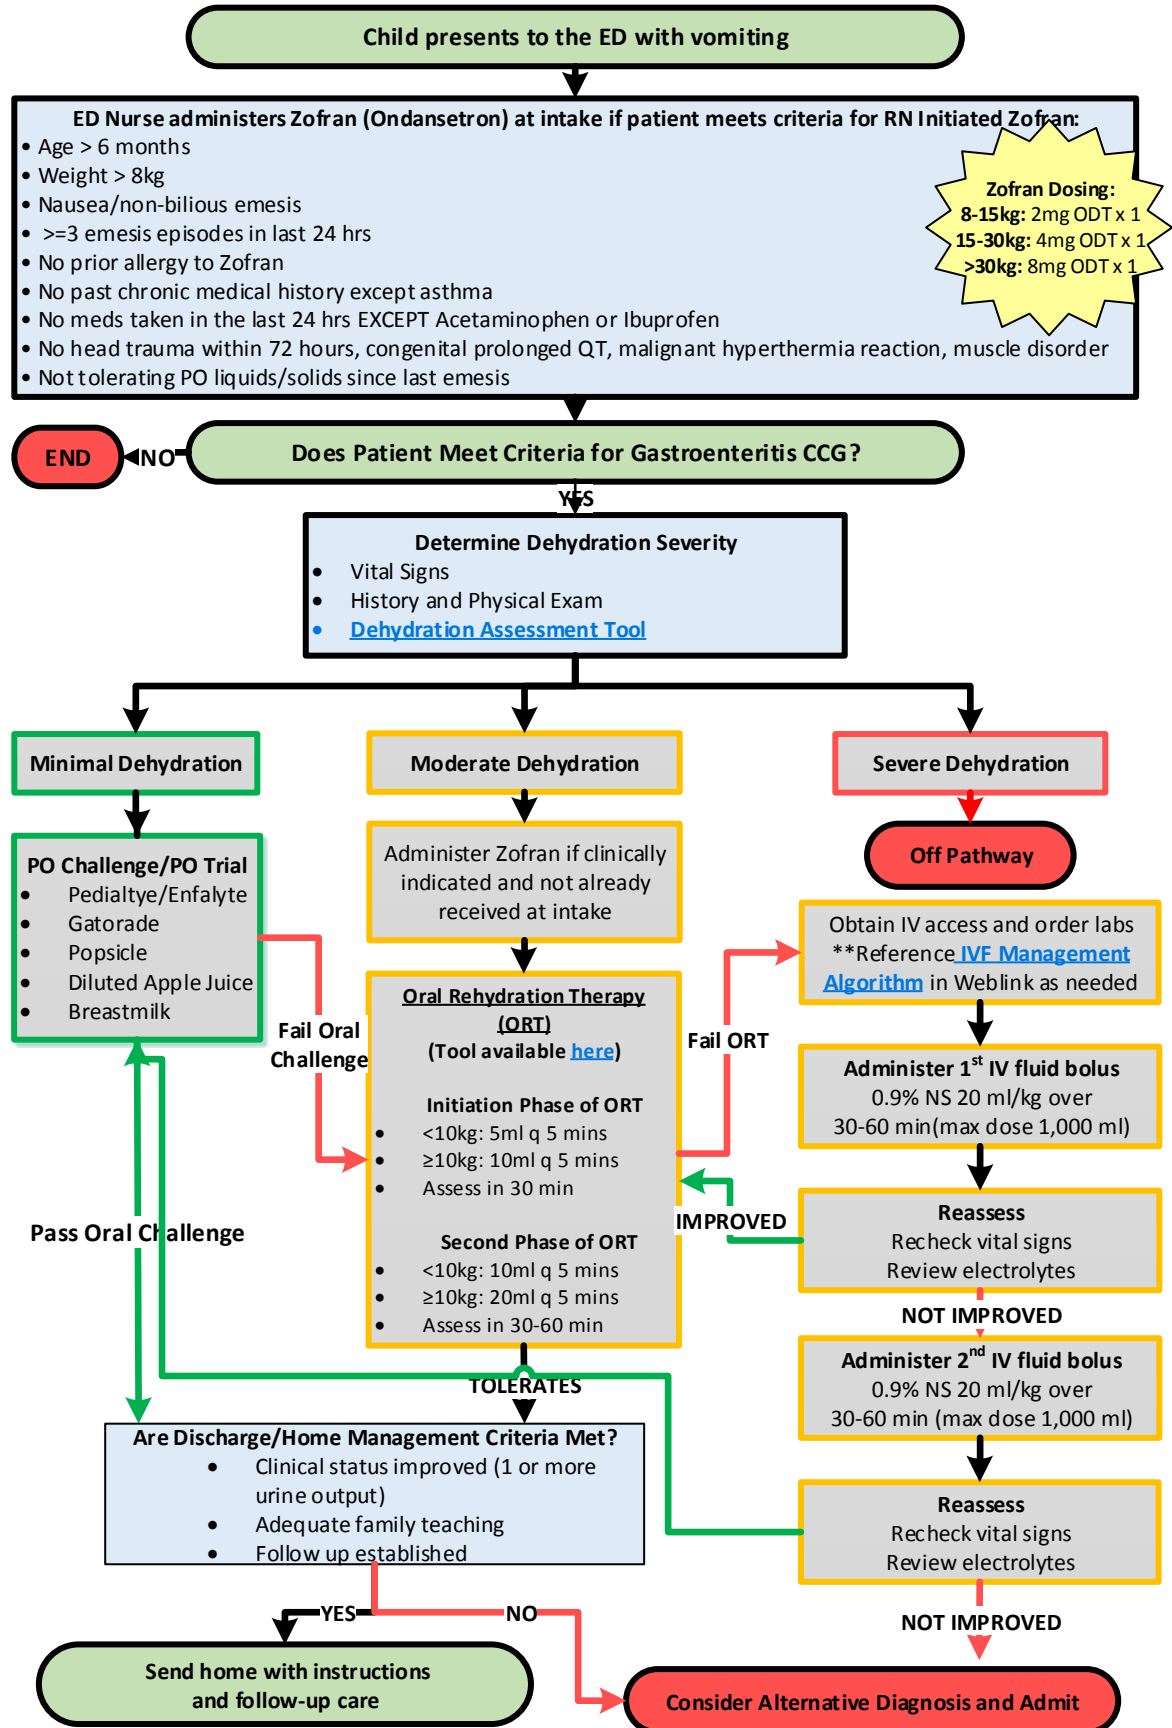 Child presents to the ED with vomiting
ED Nurse administers Zofran (Ondansetron) at intake if patient meets criteria for RN Initiated Zofran:
• Age > 6 months
• Weight > 8kg
• Nausea/non-bilious emesis
• >=3 emesis episodes in last 24 hrs
• No prior allergy to Zofran
• No past chronic medical history except asthma
• No meds taken in the last 24 hrs EXCEPT Acetaminophen or Ibuprofen
• No head trauma within 72 hours, congenital prolonged QT, malignant hyperthermia reaction, muscle disorder
• Not tolerating PO liquids/solids since last emesis
Zofran Dosing:
8-15kg: 2mg ODT x 1
15-30kg: 4mg ODT x 1
>30kg: 8mg ODT x 1
Does Patient Meet Criteria for Gastroenteritis CCG?
NO
END
YES
Determine Dehydration Severity
• Vital Signs
• History and Physical Exam
• Dehydration Assessment Tool
Minimal Dehydration
Moderate Dehydration
Severe Dehydration
PO Challenge/PO Trial
• Pedialtye/Enfalyte
• Gatorade
• Popsicle
• Diluted Apple Juice
• Breastmilk
Administer Zofran if clinically
indicated and not already
received at intake
Off Pathway
Fail Oral
Challenge
Oral Rehydration Therapy
(ORT)
(Tool available here)
Initiation Phase of ORT
• <10kg: 5ml q 5 mins
• ≥10kg: 10ml q 5 mins
• Assess in 30 min
Second Phase of ORT
• <10kg: 10ml q 5 mins
• ≥10kg: 20ml q 5 mins
• Assess in 30-60 min
Fail ORT
Obtain IV access and order labs
**Reference IVF Management
Algorithm in Weblink as needed
Administer 1st IV fluid bolus
0.9% NS 20 ml/kg over
30-60 min(max dose 1,000 ml)
IMPROVED
Reassess
Recheck vital signs
Review electrolytes
NOT IMPROVED
Administer 2nd IV fluid bolus
0.9% NS 20 ml/kg over
30-60 min (max dose 1,000 ml)
Reassess
Recheck vital signs
Review electrolytes
NOT IMPROVED
Pass Oral Challenge
TOLERATES
Are Discharge/Home Management Criteria Met?
• Clinical status improved (1 or more
urine output)
• Adequate family teaching
• Follow up established
YES
NO
Send home with instructions
and follow-up care
Consider Alternative Diagnosis and Admit